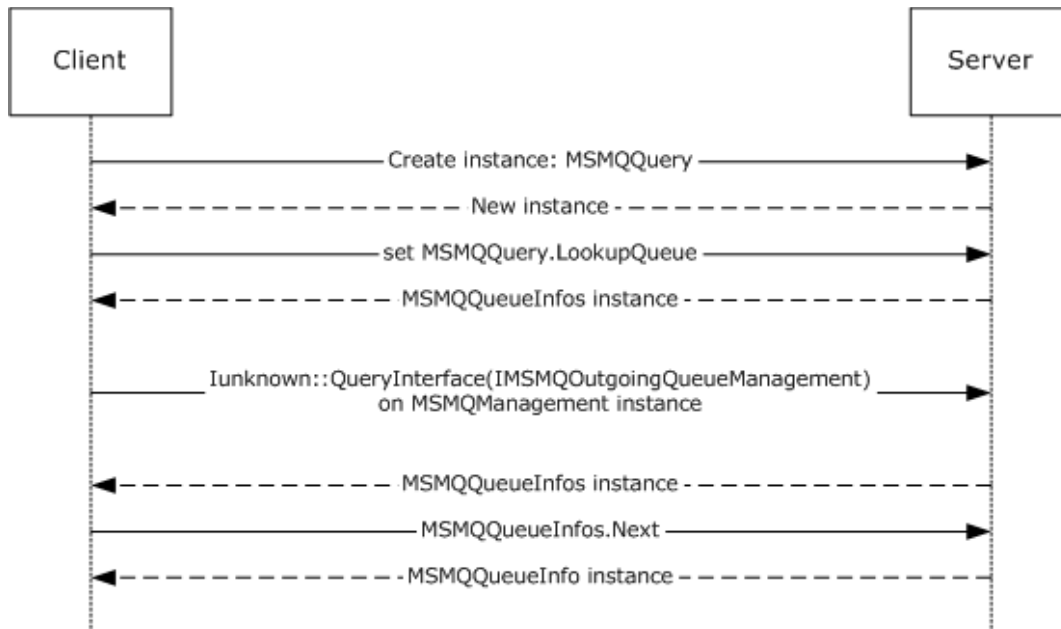 Client
Server
Create instance: MSMQQuery
New instance
set MSMQQuery.LookupQueue
MSMQQueueInfos instance
Iunknown::QueryInterface(IMSMQOutgoingQueueManagement)
on MSMQManagement instance
MSMQQueueInfos instance
MSMQQueueInfos.Next
MSMQQueueInfo instance